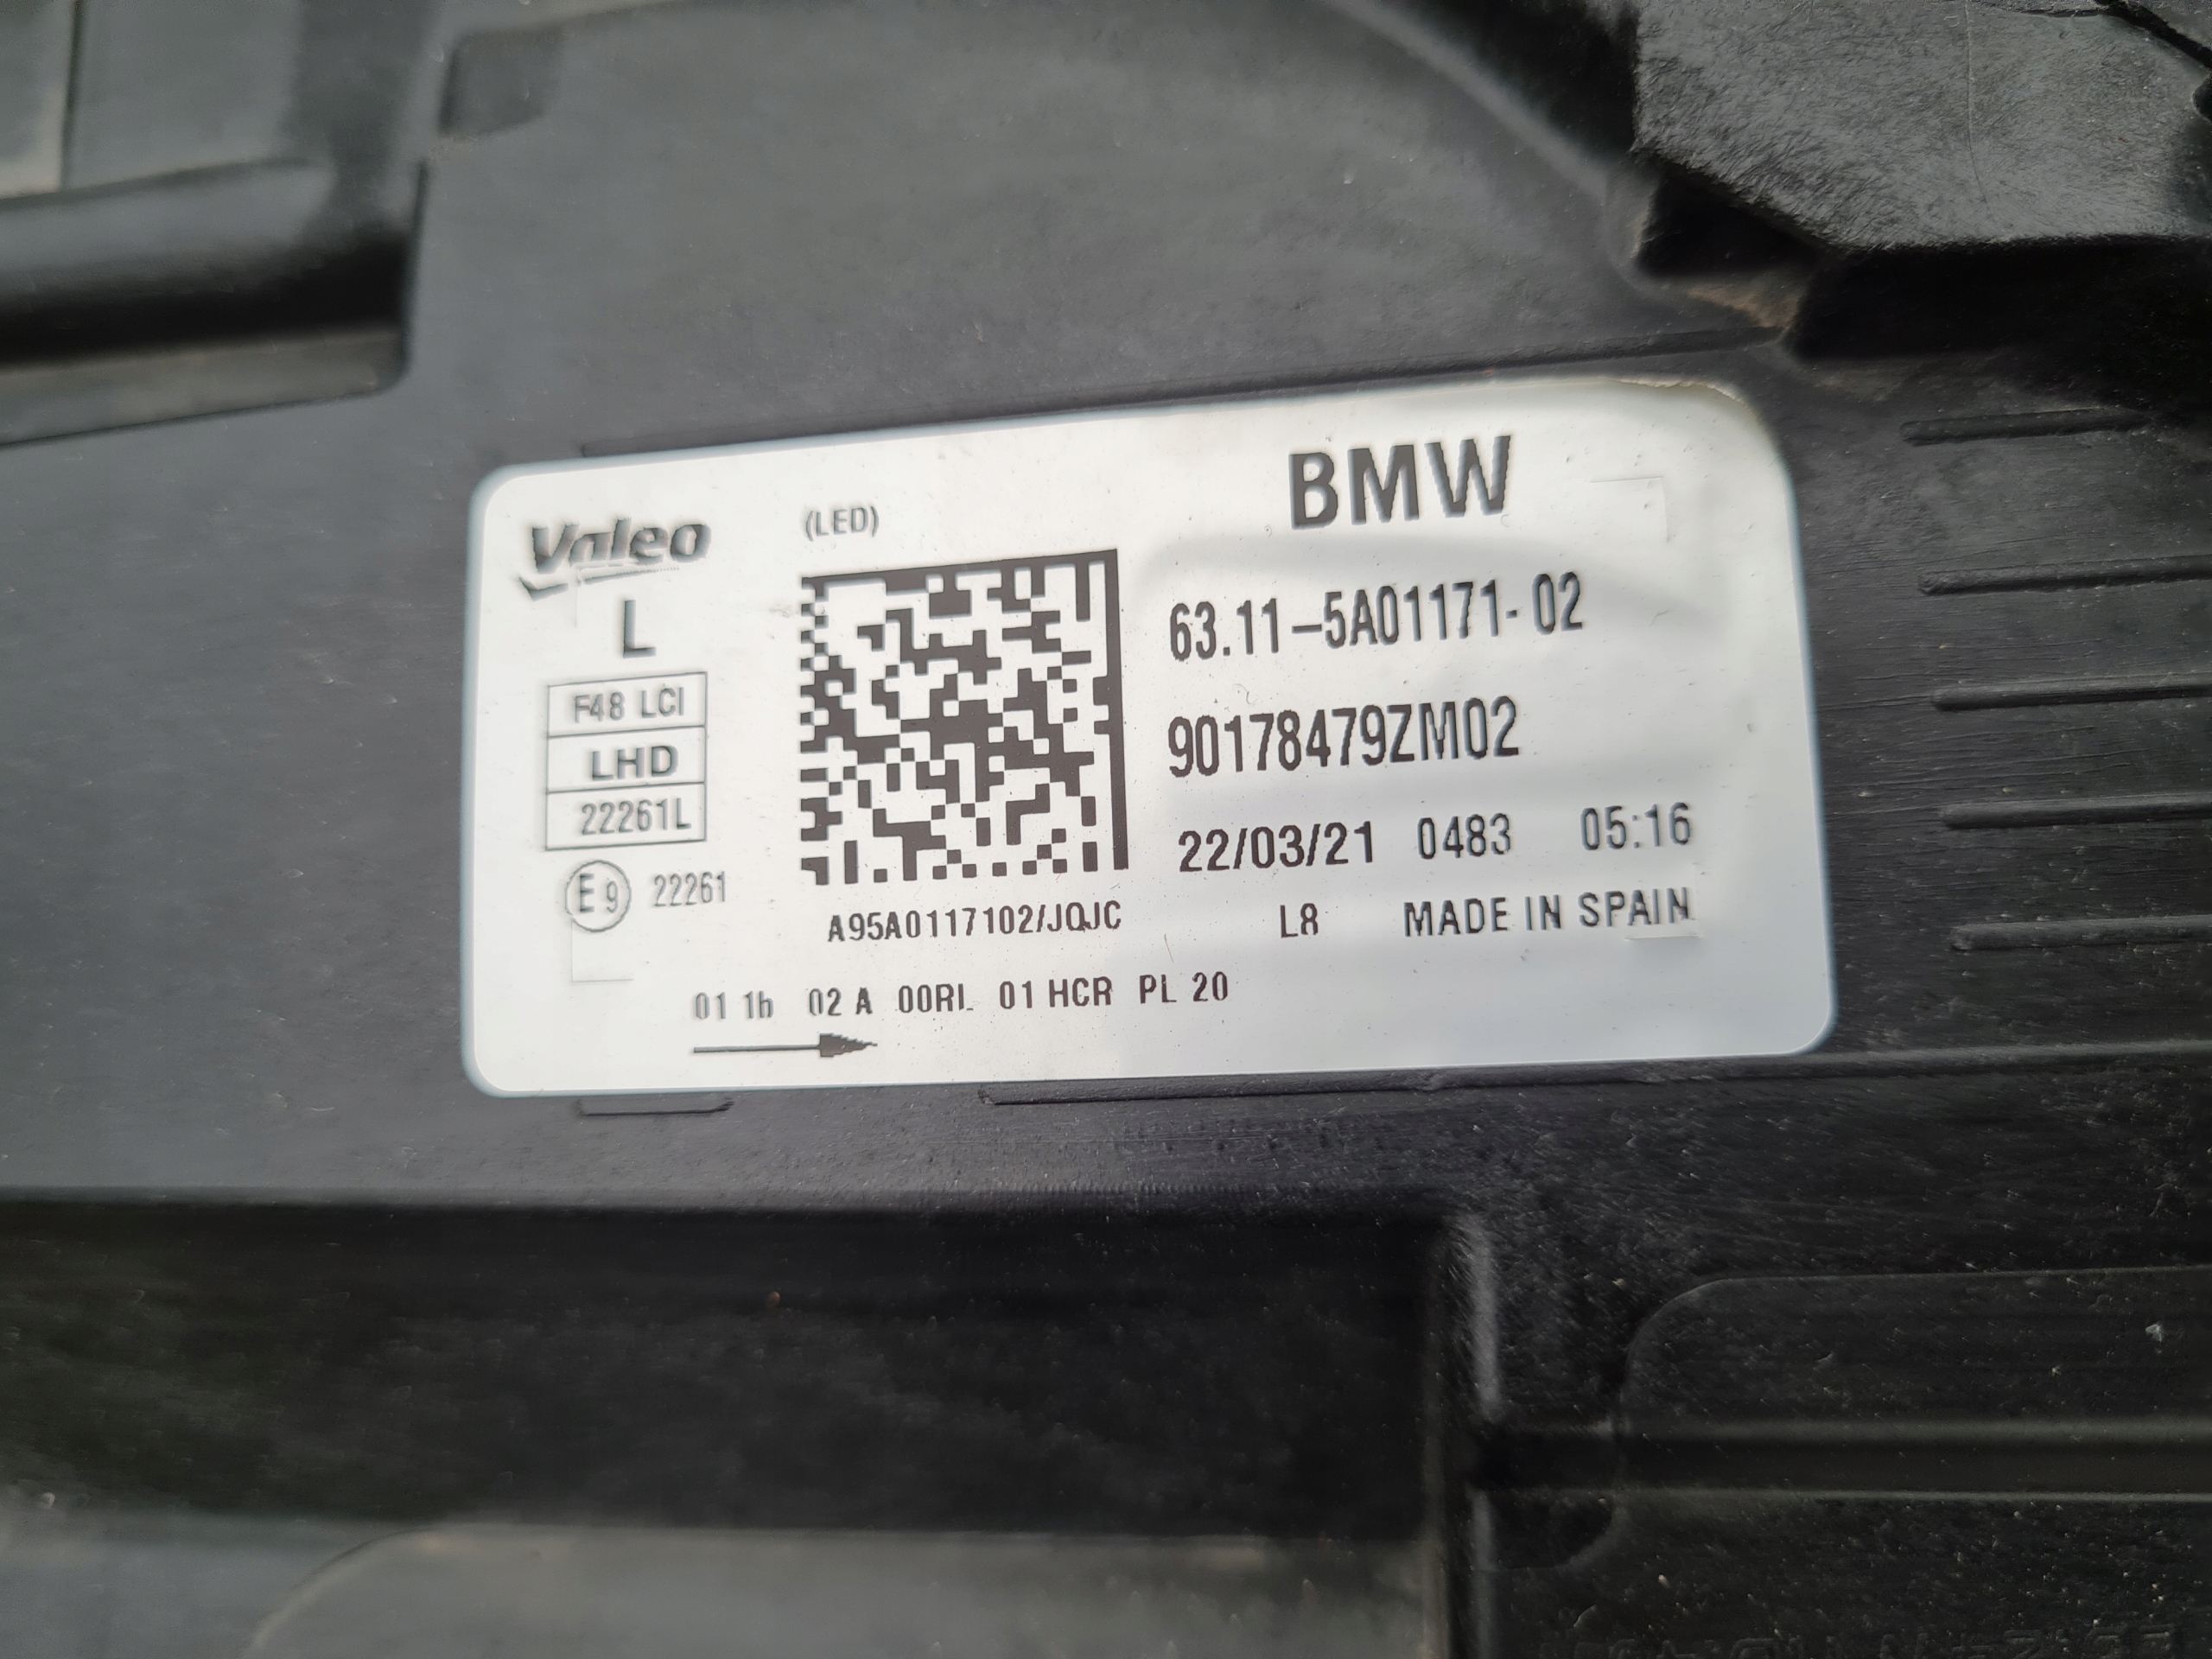 Valeo (LED) BMW
L
63.11-5A01171-02
F48 LCI
LHD
90178479ZM02
22261L
22/03/21 0483 05:16
E9 22261
A95A0117102/JQJC L8 MADE IN SPAIN
01 1b 02 A 00RL 01 HCR PL 20